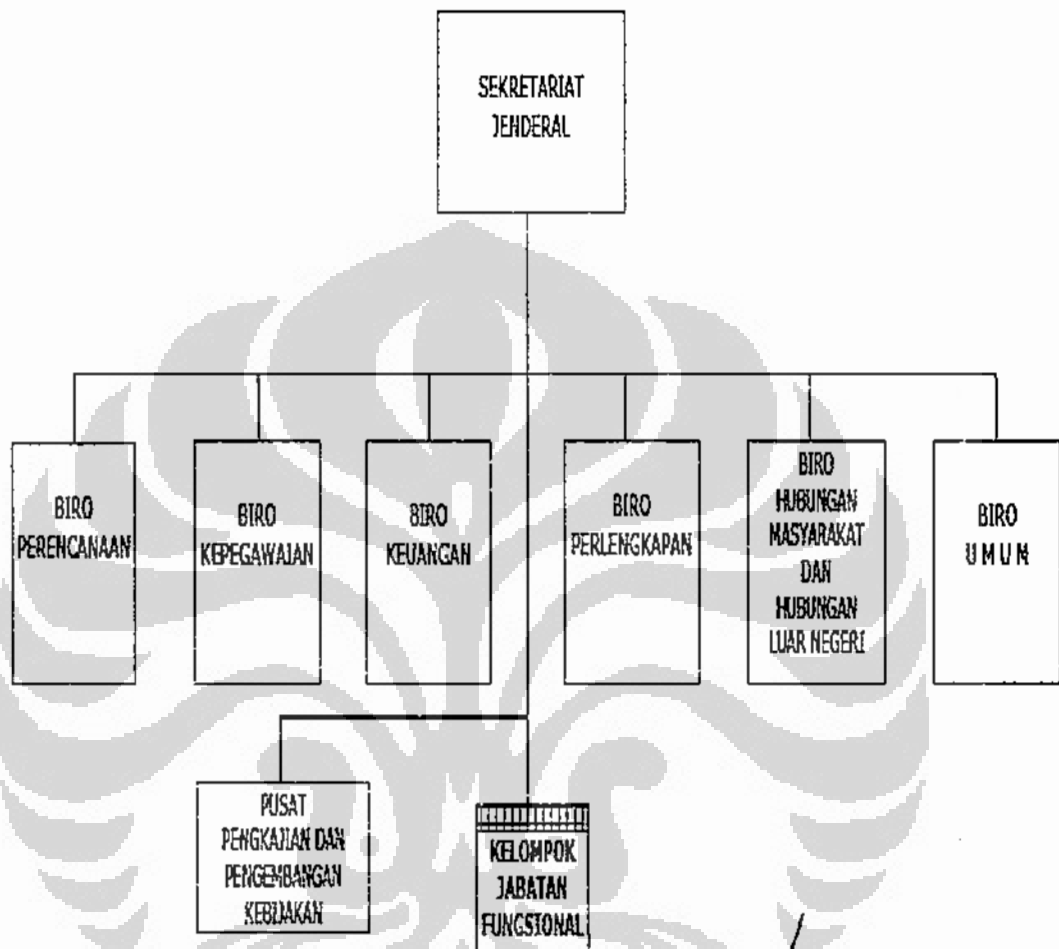 SEKRETARIAT
JENDERAL
BIRO
PERENCANAAN
BIRO
KEPEGAWAIAN
BIRO
KEUANGAN
BIRO
PERLENGKAPAN
BIRO
HUBUNGAN
MASYARAKAT
DAN
HUBUNGAN
LUAR NEGERI
BIRO
U M U M
PUSAT
PENGKAJIAN DAN
PENGEMBANGAN
KEBIJAKAN
KELOMPOK
JABATAN
FUNGSIONAL